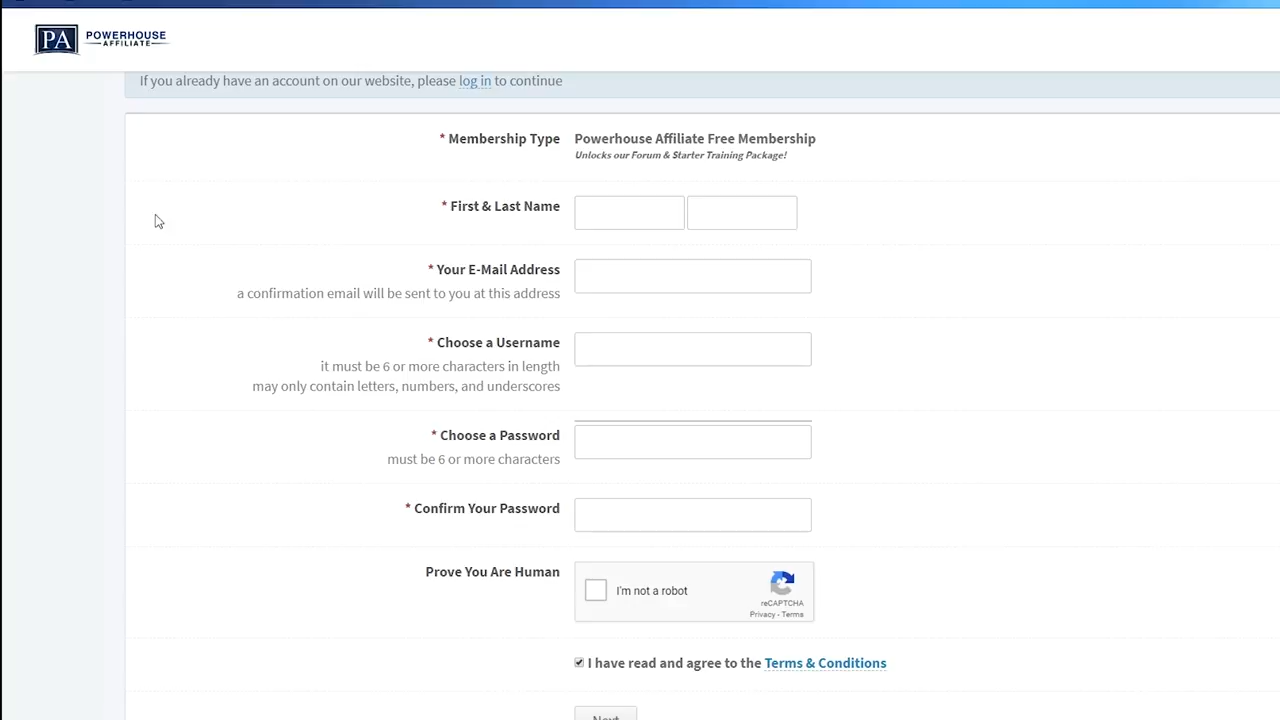 PA POWERHOUSE
AFFILIATE
If you already have an account on our website, please log in to continue
* Membership Type
Powerhouse Affiliate Free Membership
Unlocks our Forum & Starter Training Package!
* First & Last Name
* Your E-Mail Address
a confirmation email will be sent to you at this address
* Choose a Username
it must be 6 or more characters in length
may only contain letters, numbers, and underscores
* Choose a Password
must be 6 or more characters
* Confirm Your Password
Prove You Are Human
I'm not a robot
reCAPTCHA
Privacy - Terms
I have read and agree to the Terms & Conditions
Next